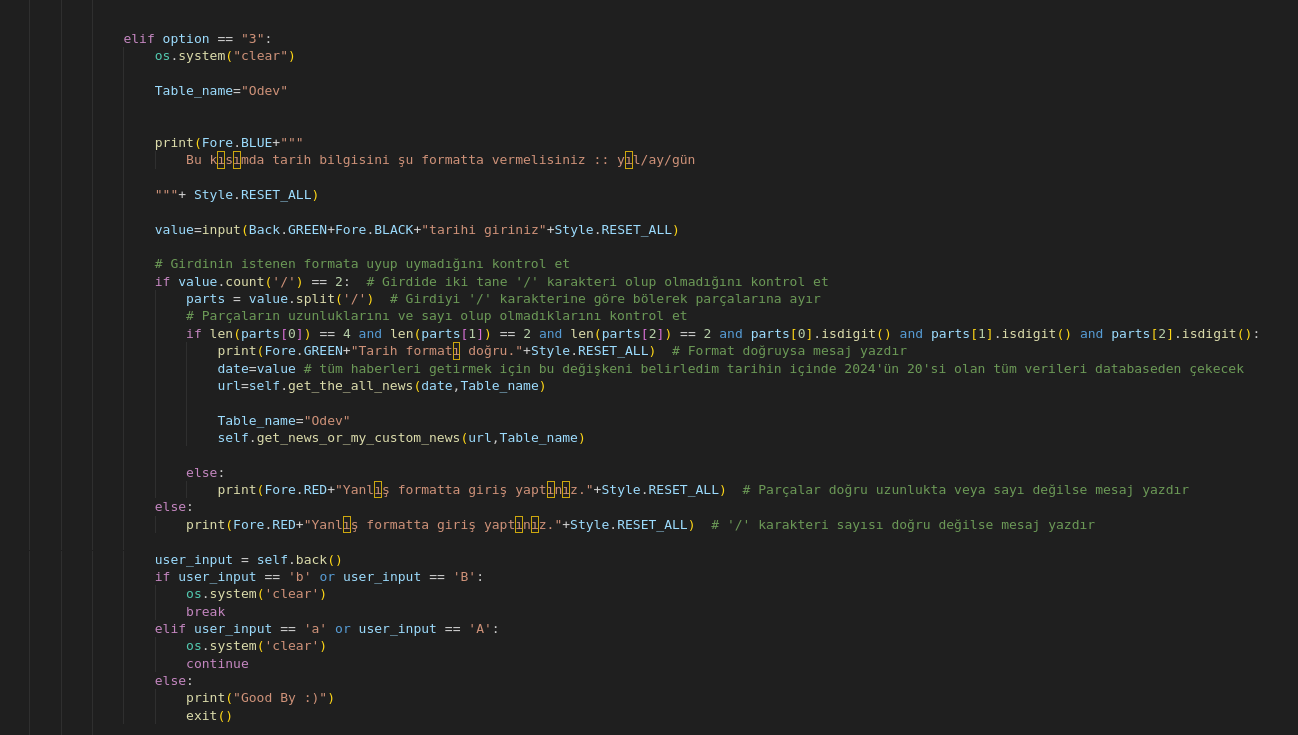 elif option == "3":
os.system("clear")
Table_name="Odev"
print(Fore.BLUE+"""
Bu kısımda tarih bilgisini şu formatta vermelisiniz :: yıl/ay/gün
"""+ Style.RESET_ALL)
value=input(Back.GREEN+Fore.BLACK+"tarihi giriniz"+Style.RESET_ALL)
# Girdinin istenen formata uyup uymadığını kontrol et
if value.count('/') == 2:  # Girdide iki tane '/' karakteri olup olmadığını kontrol et
parts = value.split('/')  # Girdiyi '/' karakterine göre bölerek parçalarına ayır
# Parçaların uzunluklarını ve sayı olup olmadıklarını kontrol et
if len(parts[0]) == 4 and len(parts[1]) == 2 and len(parts[2]) == 2 and parts[0].isdigit() and parts[1].isdigit() and parts[2].isdigit():
print(Fore.GREEN+"Tarih formatı doğru."+Style.RESET_ALL)  # Format doğruysa mesaj yazdır
date=value # tüm haberleri getirmek için bu değişkeni belirledim tarihin içinde 2024'ün 20'si olan tüm verileri databaseden çekecek
url=self.get_the_all_news(date,Table_name)
Table_name="Odev"
self.get_news_or_my_custom_news(url,Table_name)
else:
print(Fore.RED+"Yanlış formatta giriş yaptınız."+Style.RESET_ALL)  # Parçalar doğru uzunlukta veya sayı değilse mesaj yazdır
else:
print(Fore.RED+"Yanlış formatta giriş yaptınız."+Style.RESET_ALL)  # '/' karakteri sayısı doğru değilse mesaj yazdır
user_input = self.back()
if user_input == 'b' or user_input == 'B':
os.system('clear')
break
elif user_input == 'a' or user_input == 'A':
os.system('clear')
continue
else:
print("Good By :)")
exit()